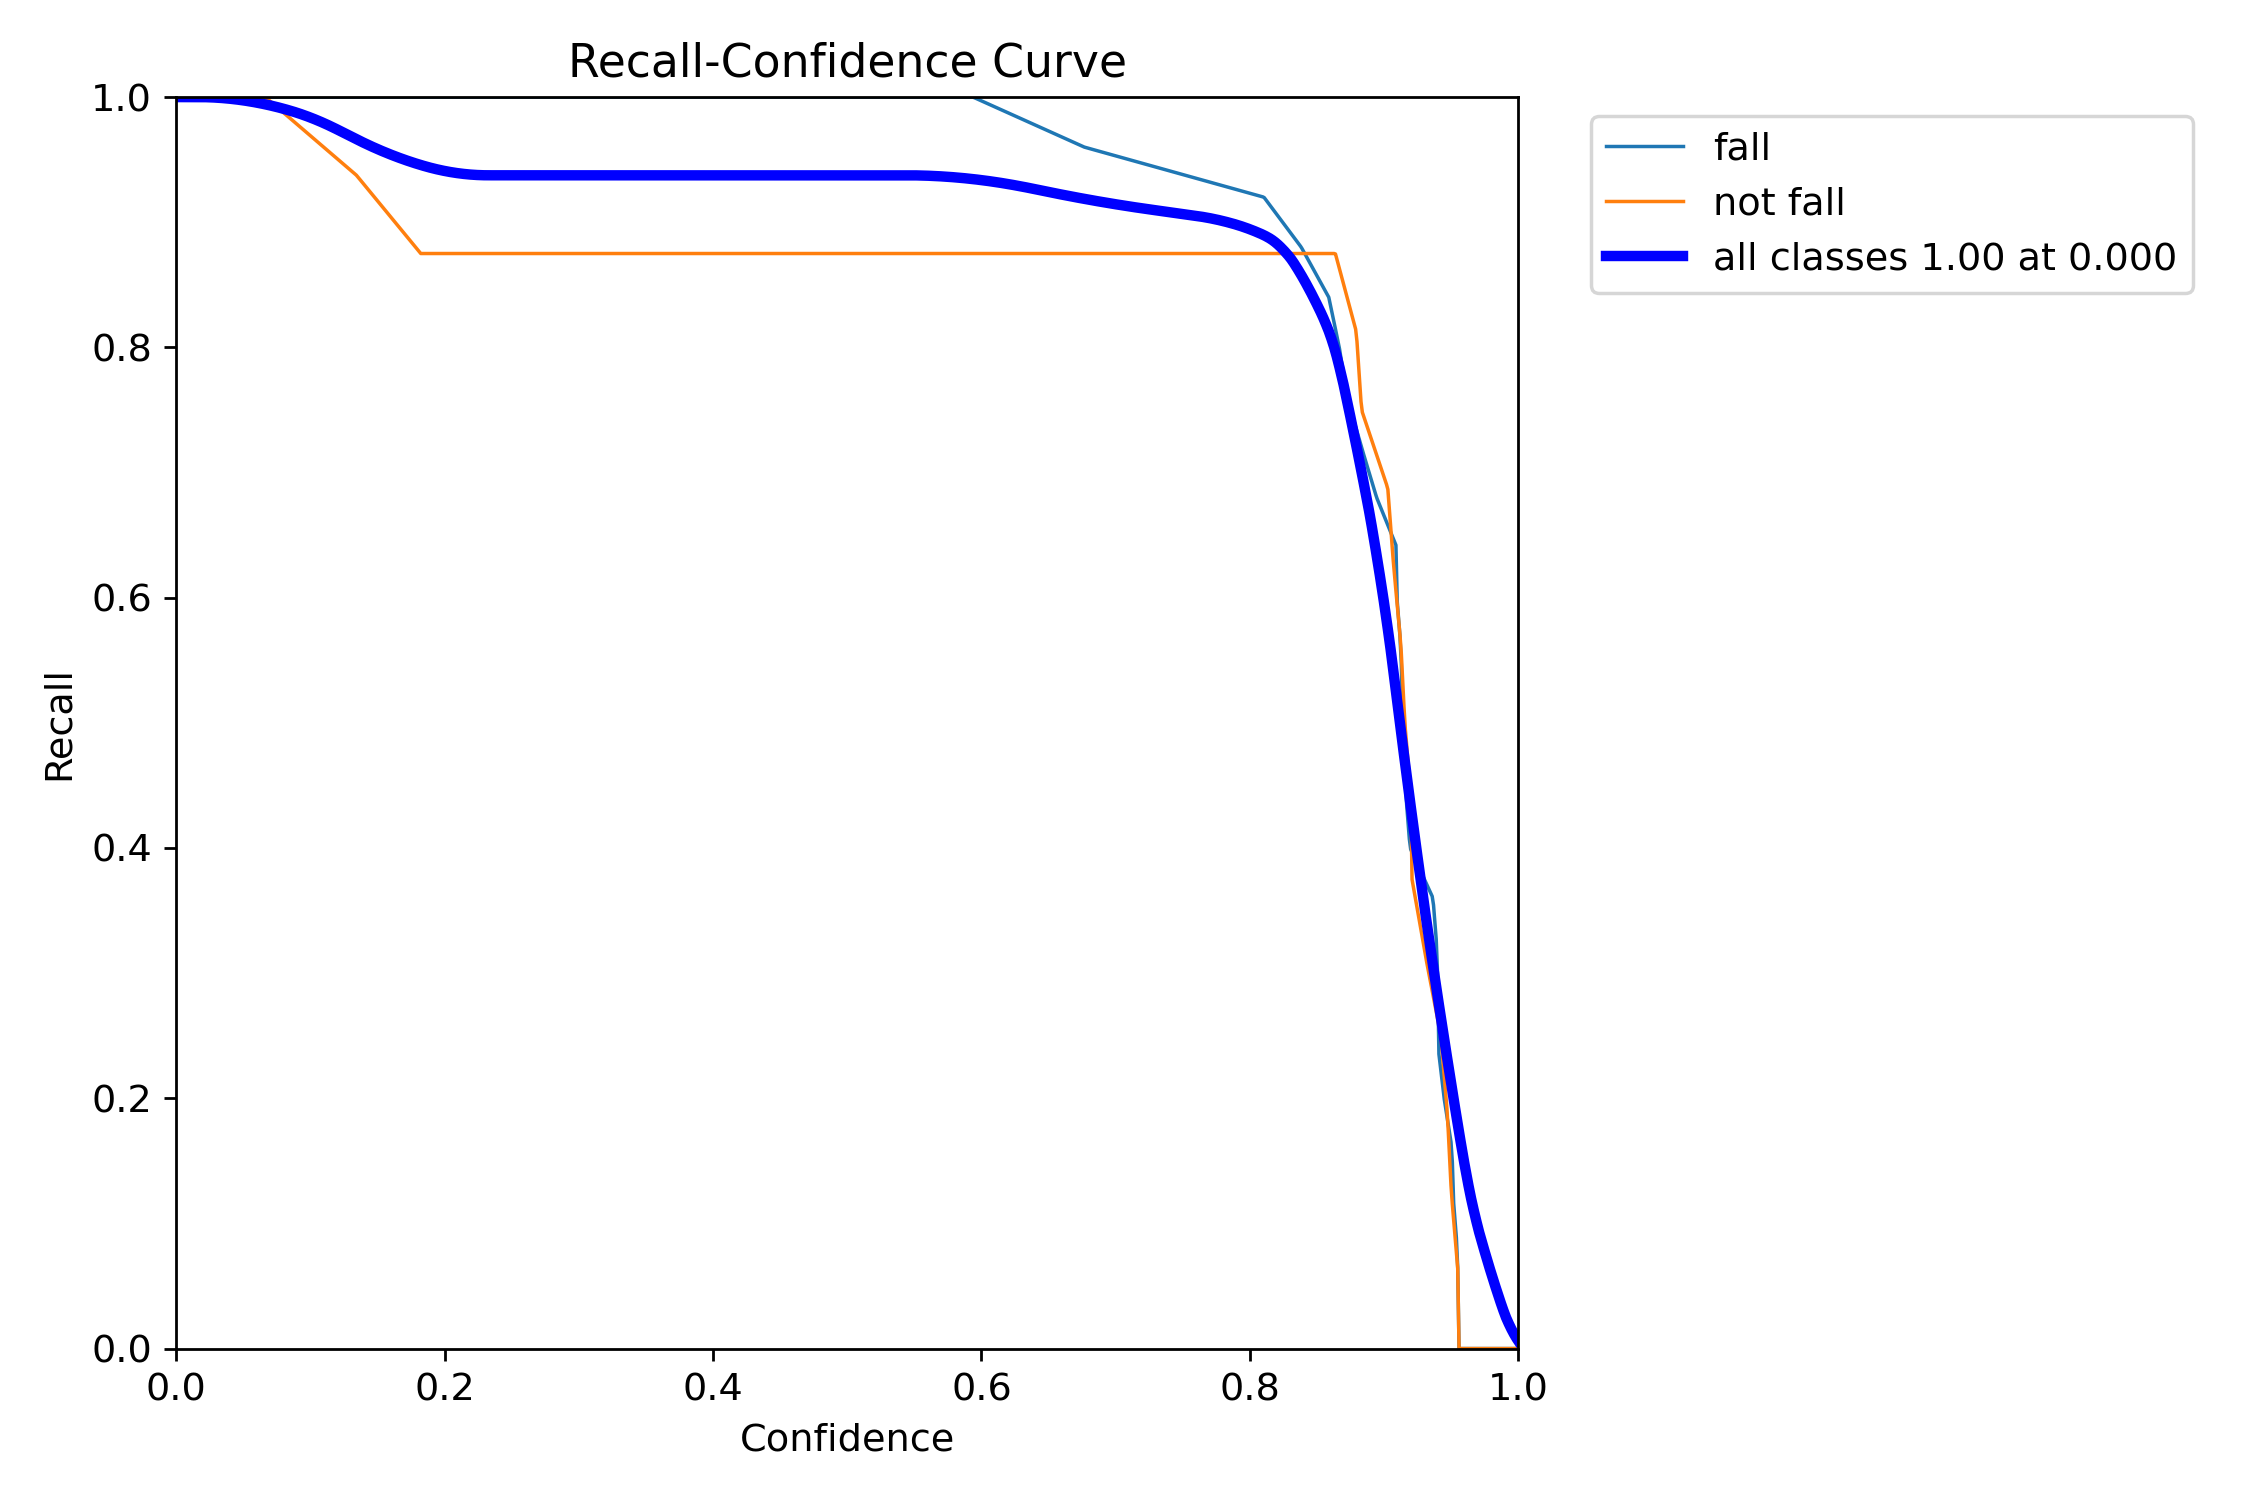 Recall-Confidence Curve
1.0
0.8
0.6
0.4
0.2
0.0
Recall
0.0 0.2 0.4 0.6 0.8 1.0
Confidence
fall
not fall
all classes 1.00 at 0.000